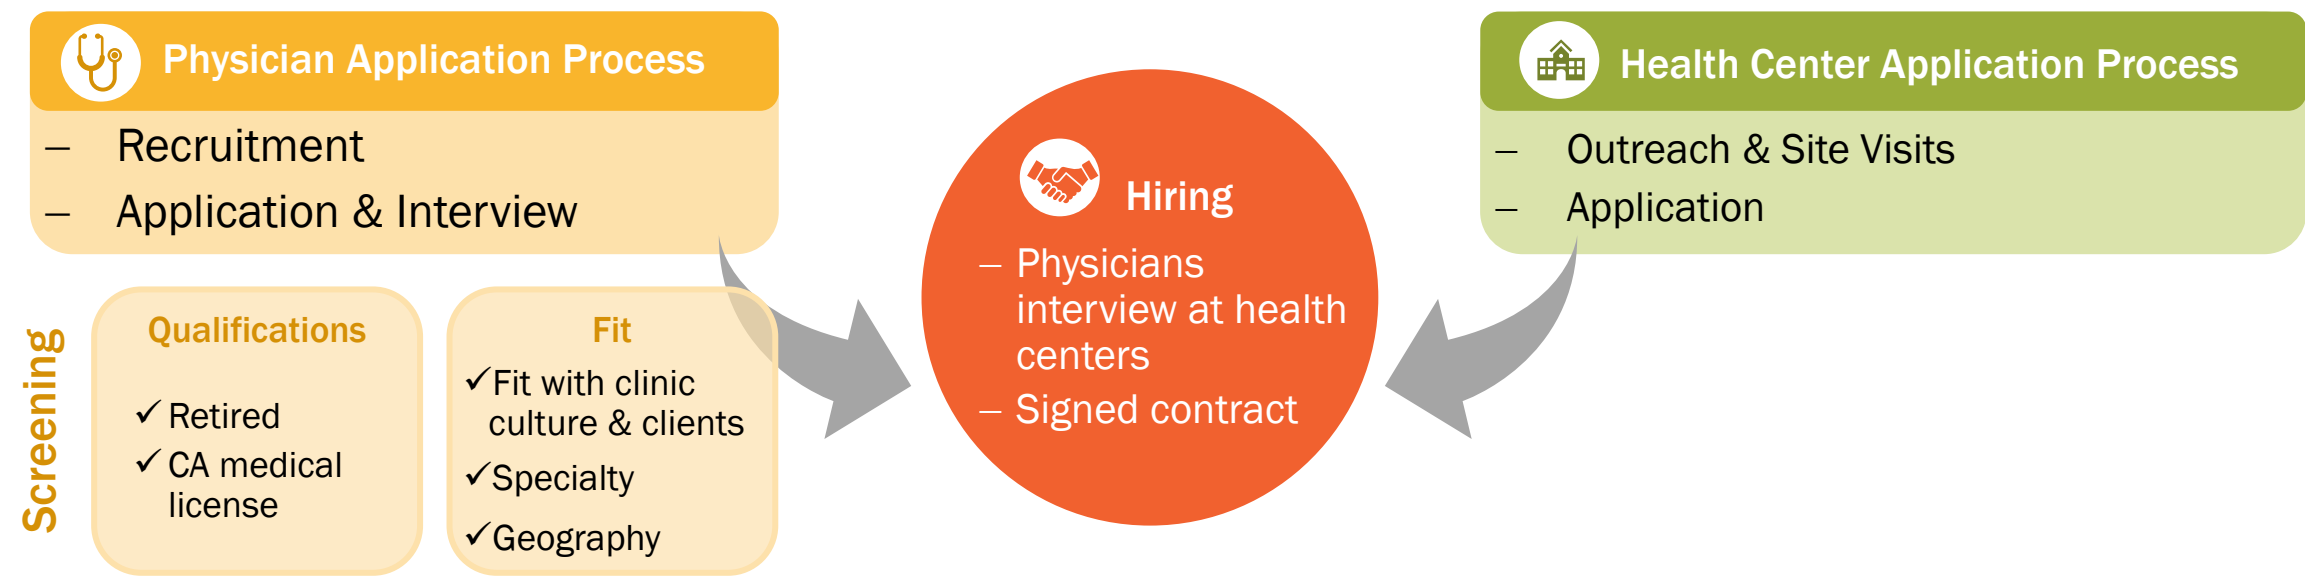 Physician Application Process
– Recruitment
– Application & Interview
Screening
Qualifications
✓ Retired
✓ CA medical
license
Fit
✓Fit with clinic
culture & clients
✓Specialty
✓Geography
Hiring
– Physicians
interview at health
centers
– Signed contract
Health Center Application Process
– Outreach & Site Visits
– Application